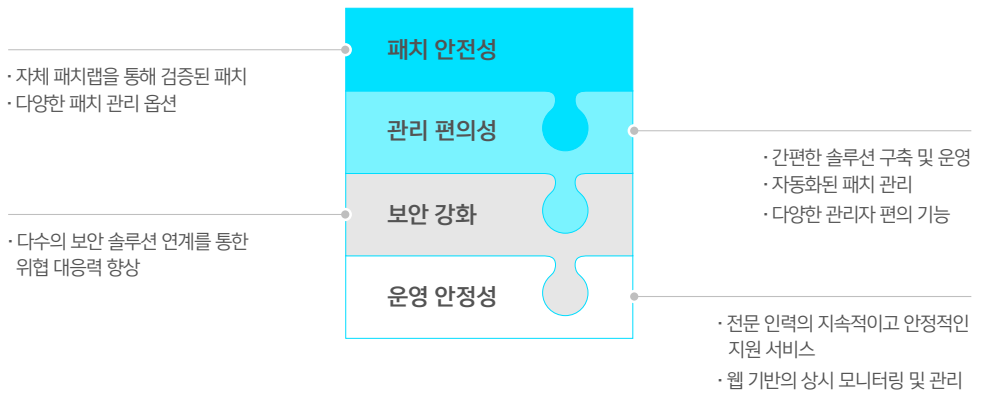 패치 안전성
· 자체 패치랩을 통해 검증된 패치
· 다양한 패치 관리 옵션
관리 편의성
· 간편한 솔루션 구축 및 운영
· 자동화된 패치 관리
· 다양한 관리자 편의 기능
보안 강화
· 다수의 보안 솔루션 연계를 통한
위협 대응력 향상
운영 안정성
· 전문 인력의 지속적이고 안정적인
지원 서비스
· 웹 기반의 상시 모니터링 및 관리